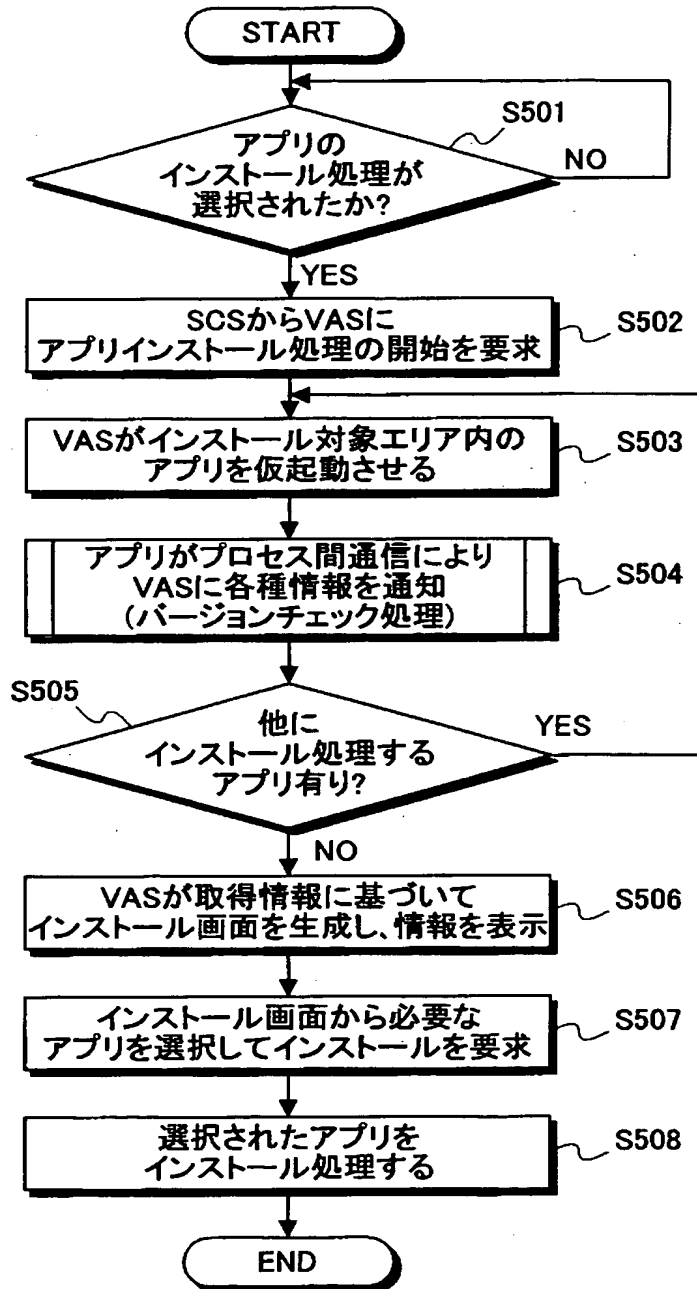 START
S501
アプリの
インストール処理が
選択されたか?
NO
YES
SCSからVASに
アプリインストール処理の開始を要求
S502
VASがインストール対象エリア内の
アプリを仮起動させる
S503
アプリがプロセス間通信により
VASに各種情報を通知
(バージョンチェック処理)
S504
S505
他に
インストール処理する
アプリ有り?
YES
NO
VASが取得情報に基づいて
インストール画面を生成し、情報を表示
S506
インストール画面から必要な
アプリを選択してインストールを要求
S507
選択されたアプリを
インストール処理する
S508
END